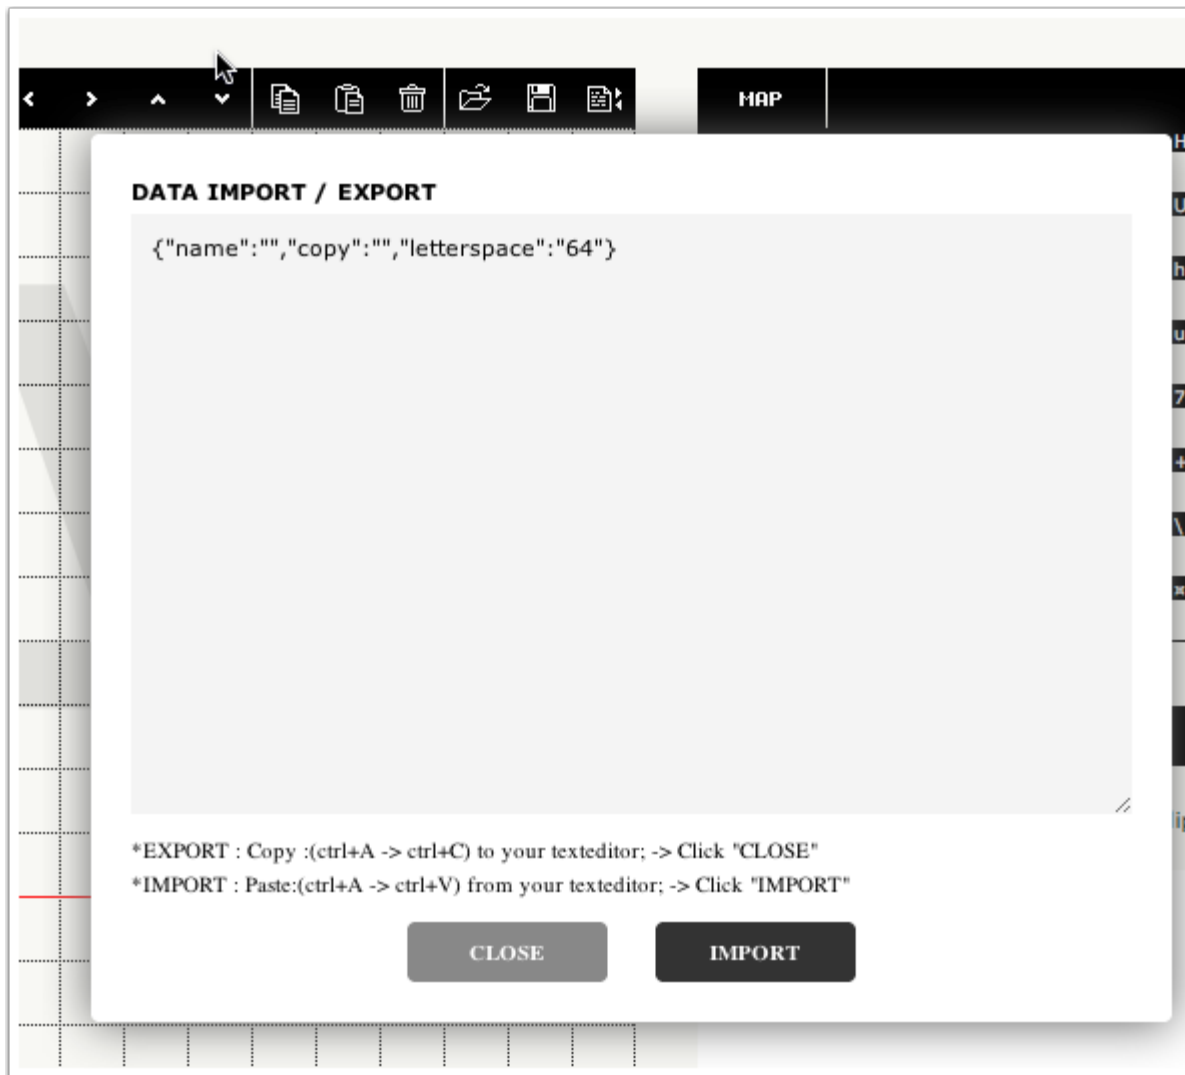 MAP
H
DATA IMPORT / EXPORT
U
{"name":"","copy":"","letterspace":"64"}
h
u
7
+
\
*EXPORT : Copy :(ctrl+A -> ctrl+C) to your texteditor; -> Click "CLOSE"
*IMPORT : Paste:(ctrl+A -> ctrl+V) from your texteditor; -> Click "IMPORT"
CLOSE IMPORT